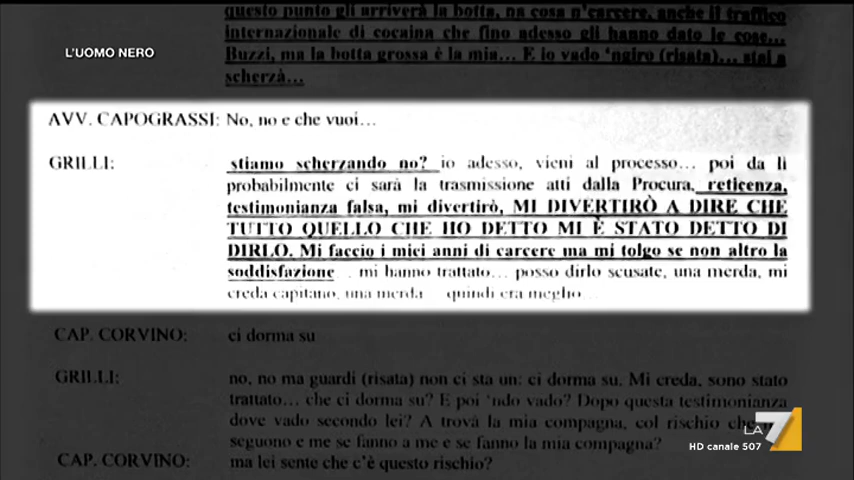 questo punto gli arriverà la botta, na cosa n'carcere, anche il traffico
internazionale di cocaina che fino adesso gli hanno dato le cose...
Buzzi, ma la botta grossa è la mia... E io vado 'ngiro (risata)... stai a
scherzà...
L'UOMO NERO
AVV. CAPOGRASSI: No, no e che vuoi...
GRILLI: stiamo scherzando no? io adesso, vieni al processo... poi da lì
probabilmente ci sarà la trasmissione atti dalla Procura, reticenza,
testimonianza falsa, mi divertirò, MI DIVERTIRÒ A DIRE CHE
TUTTO QUELLO CHE HO DETTO MI È STATO DETTO DI
DIRLO. Mi faccio i miei anni di carcere ma mi tolgo se non altro la
soddisfazione... mi hanno trattato... posso dirlo scusate, una merda, mi
creda capitano, una merda quindi era meglio...
CAP. CORVINO: ci dorma su
GRILLI: no, no ma guardi (risata) non ci sta un: ci dorma su. Mi creda, sono stato
trattato... che ci dorma su? E poi 'ndo vado? Dopo questa testimonianza
dove vado secondo lei? A trovà la mia compagna, col rischio che
seguono e me se fanno a me e se fanno la mia compagna?
CAP. CORVINO: ma lei sente che c'è questo rischio?
LA 7
HD canale 507